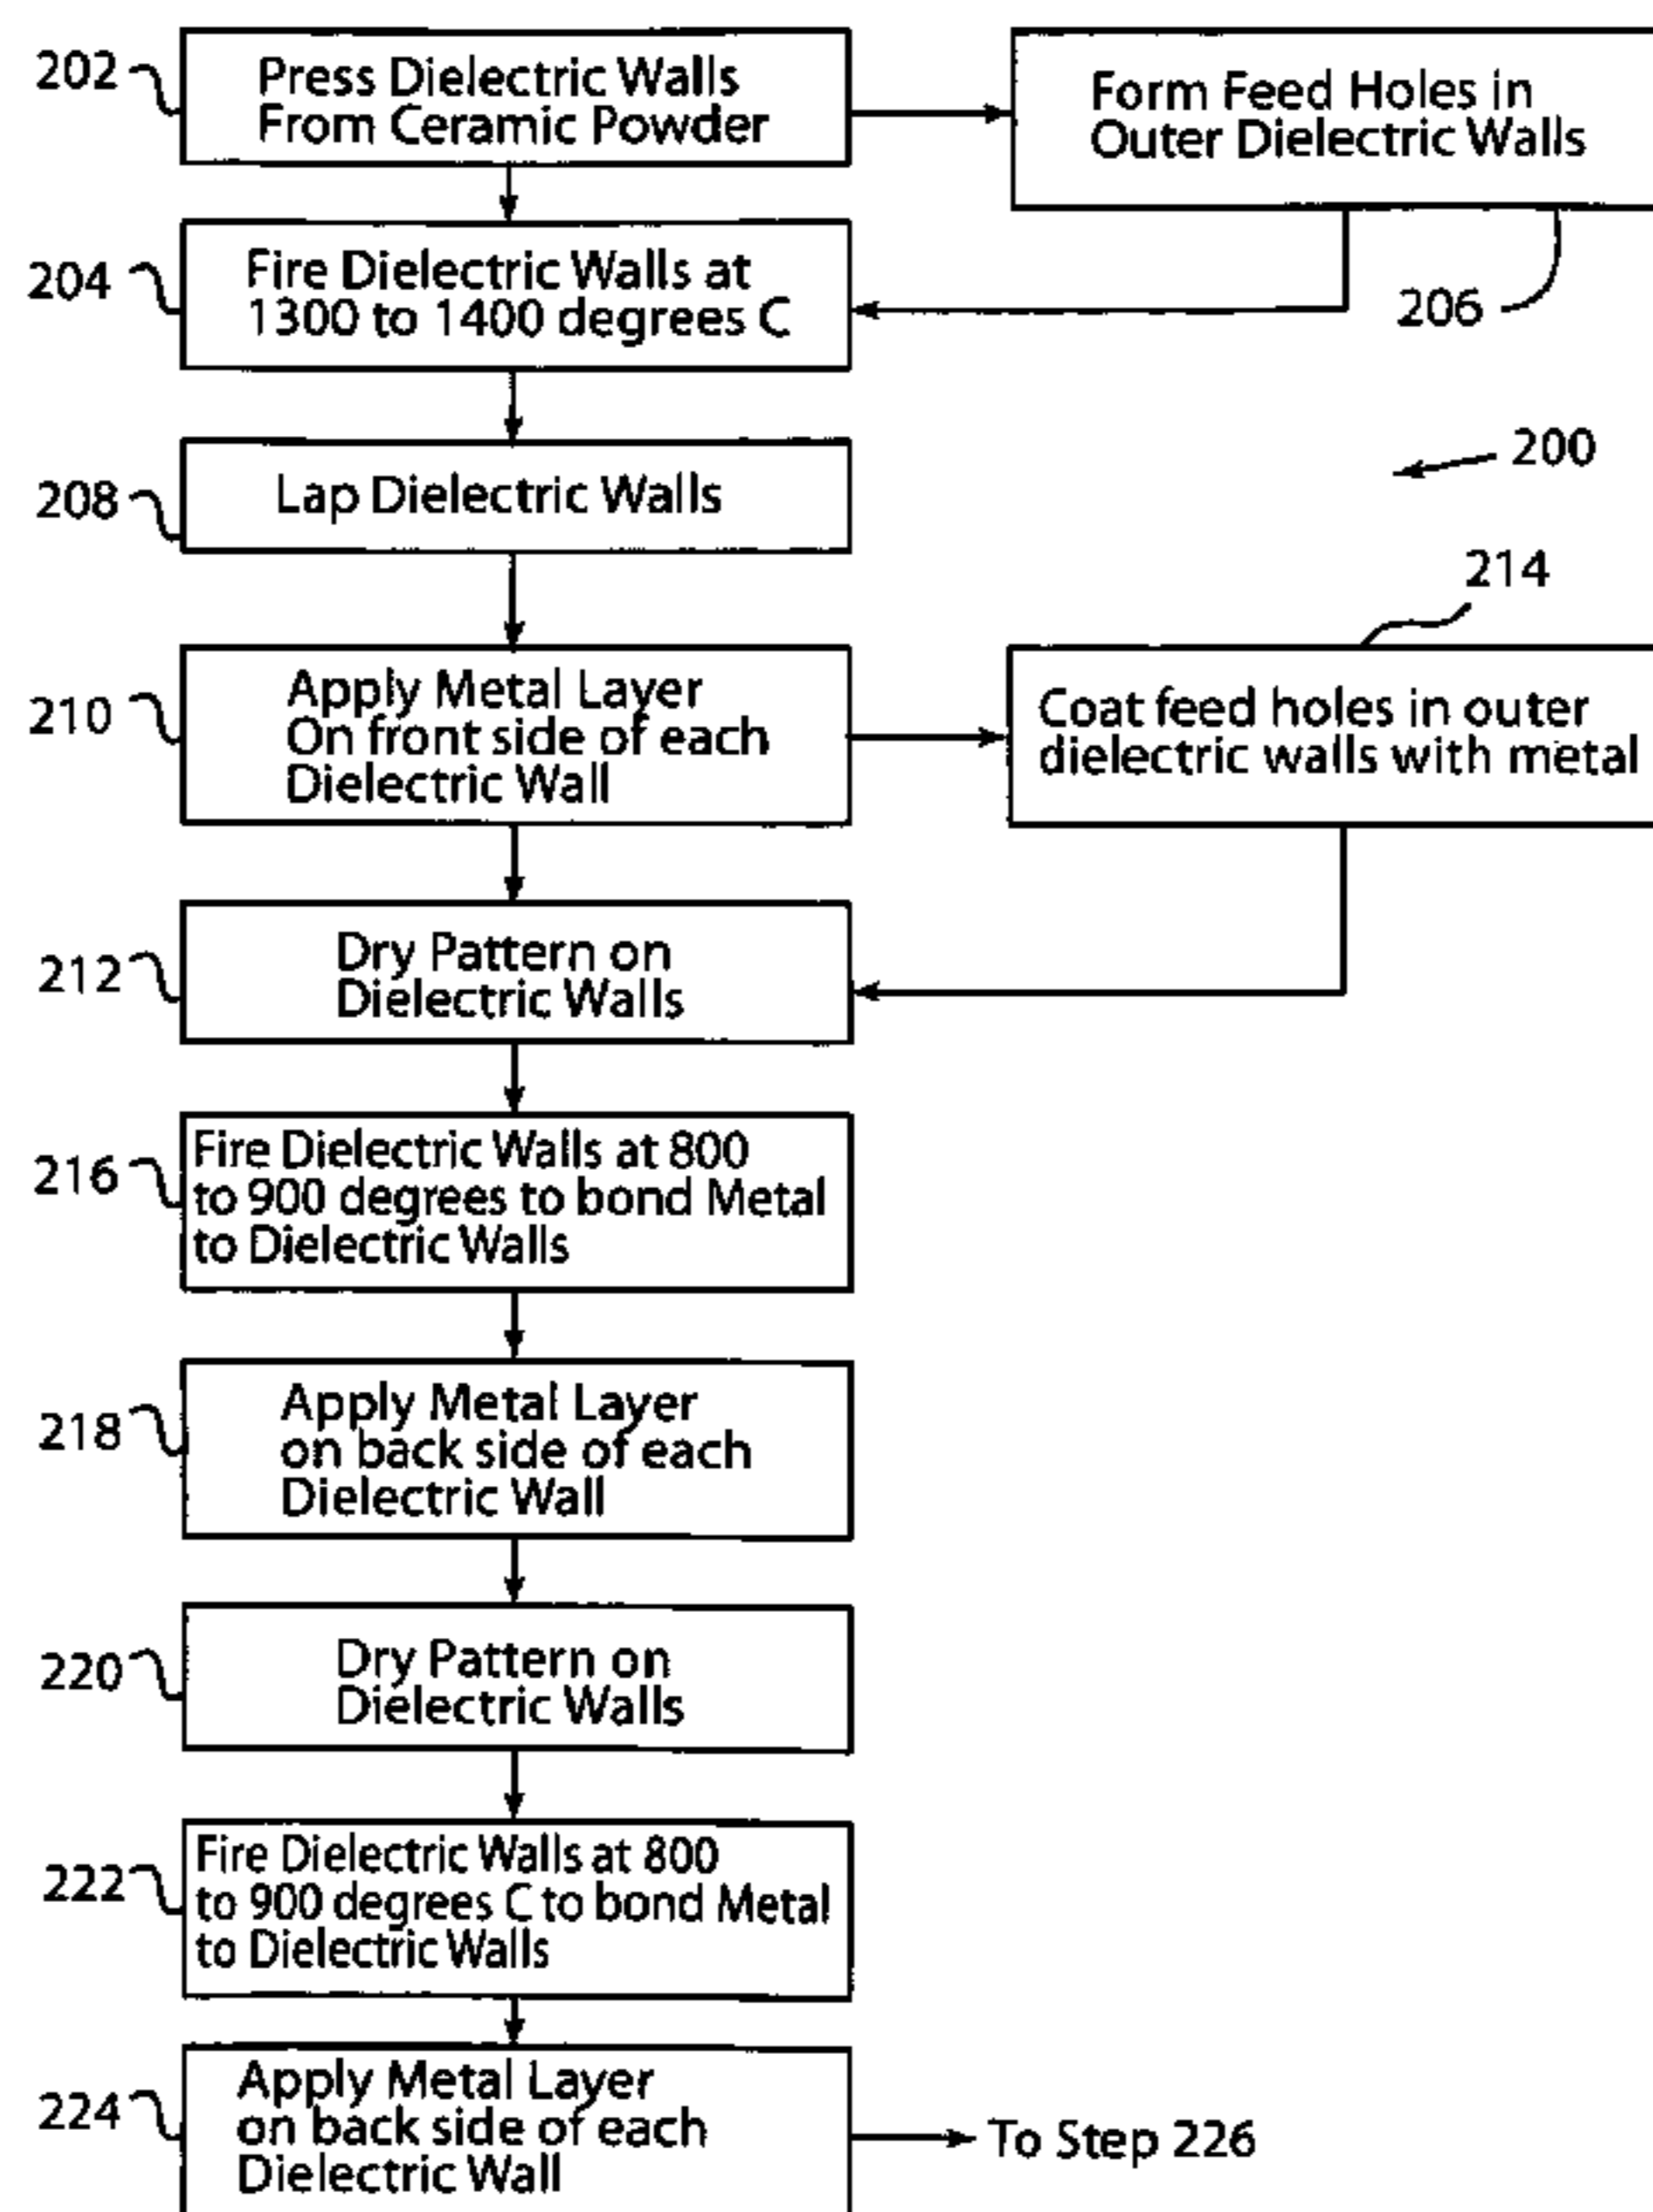 202
Press Dielectric Walls
From Ceramic Powder
Form Feed Holes in
Outer Dielectric Walls
204
Fire Dielectric Walls at
1300 to 1400 degrees C
206
200
208
Lap Dielectric Walls
214
210
Apply Metal Layer
On front side of each
Dielectric Wall
Coat feed holes in outer
dielectric walls with metal
212
Dry Pattern on
Dielectric Walls
216
Fire Dielectric Walls at 800
to 900 degrees to bond Metal
to Dielectric Walls
218
Apply Metal Layer
on back side of each
Dielectric Wall
220
Dry Pattern on
Dielectric Walls
222
Fire Dielectric Walls at 800
to 900 degrees C to bond Metal
to Dielectric Walls
224
Apply Metal Layer
on back side of each
Dielectric Wall
To Step 226